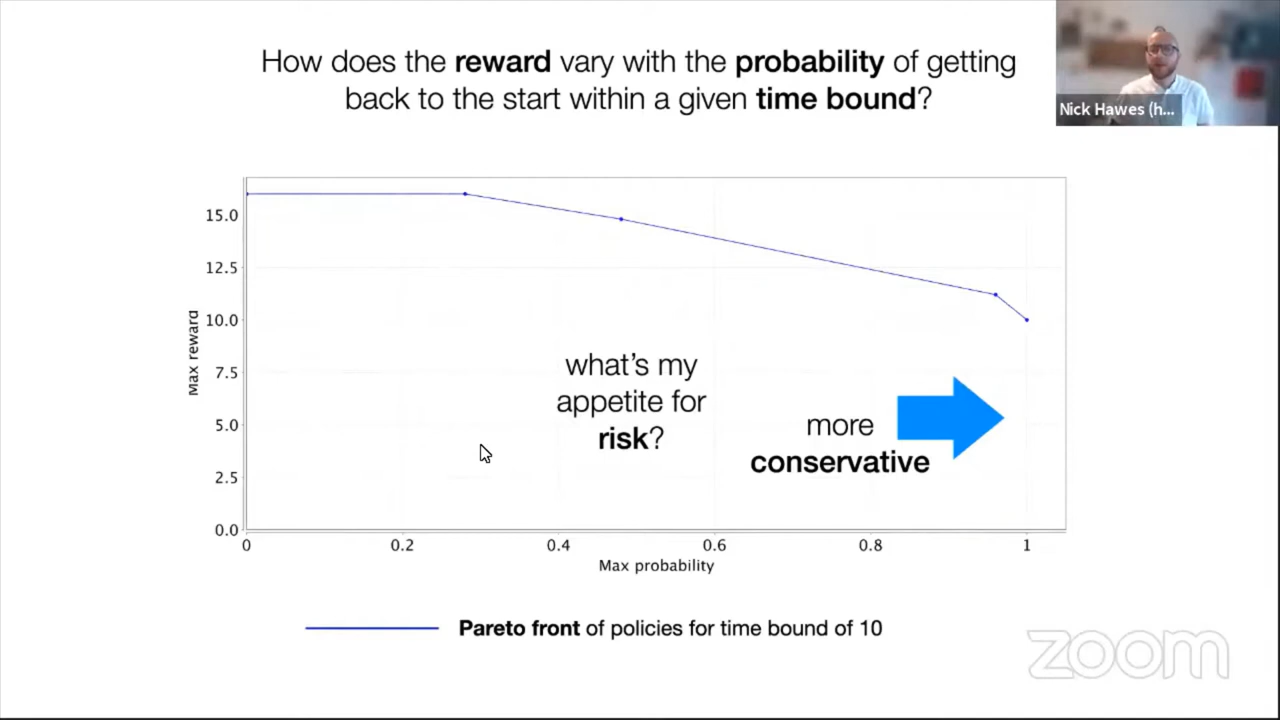 How does the reward vary with the probability of getting
back to the start within a given time bound?
Nick Hawes (h...
Max reward
15.0
12.5
10.0
7.5
5.0
2.5
0.0
what's my
appetite for
risk?
more
conservative
0 0.2 0.4 0.6 0.8 1
Max probability
Pareto front of policies for time bound of 10
zoom